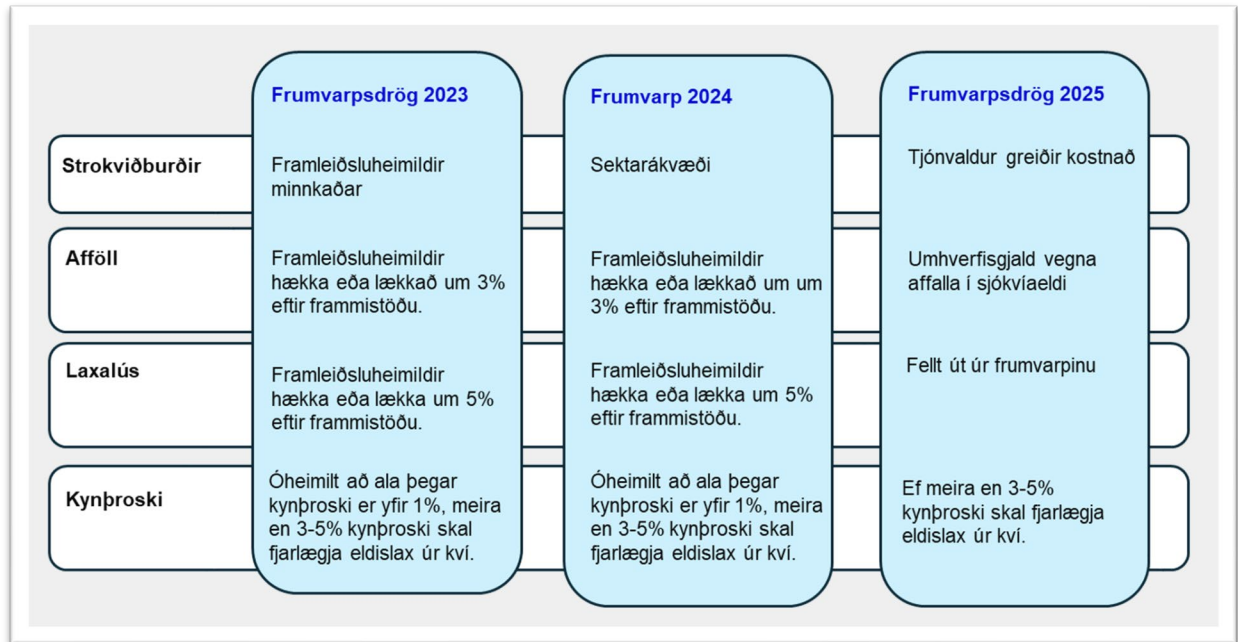 Frumvarpsdrög 2023
Frumvarp 2024
Frumvarpsdrög 2025
Strokviðburðir
Framleiðsluheimildir
minnkaðar
Sektarákvæði
Tjónvaldur greiðir kostnað
Afföll
Framleiðsluheimildir
hækka eða lækkað um 3%
eftir frammistöðu.
Framleiðsluheimildir
hækka eða lækkað um um
3% eftir frammistöðu.
Umhverfisgjald vegna
affalla í sjókvíaeldi
Laxalús
Framleiðsluheimildir
hækka eða lækka um 5%
eftir frammistöðu.
Framleiðsluheimildir
hækka eða lækka um 5%
eftir frammistöðu.
Fellt út úr frumvarpinu
Kynþroski
Óheimilt að ala þegar
kynþroski er yfir 1%, meira
en 3-5% kynþroski skal
fjarlægja eldislax úr kví.
Óheimilt að ala þegar
kynþroski er yfir 1%, meira
en 3-5% kynþroski skal
fjarlægja eldislax úr kví.
Ef meira en 3-5%
kynþroski skal fjarlægja
eldislax úr kví.